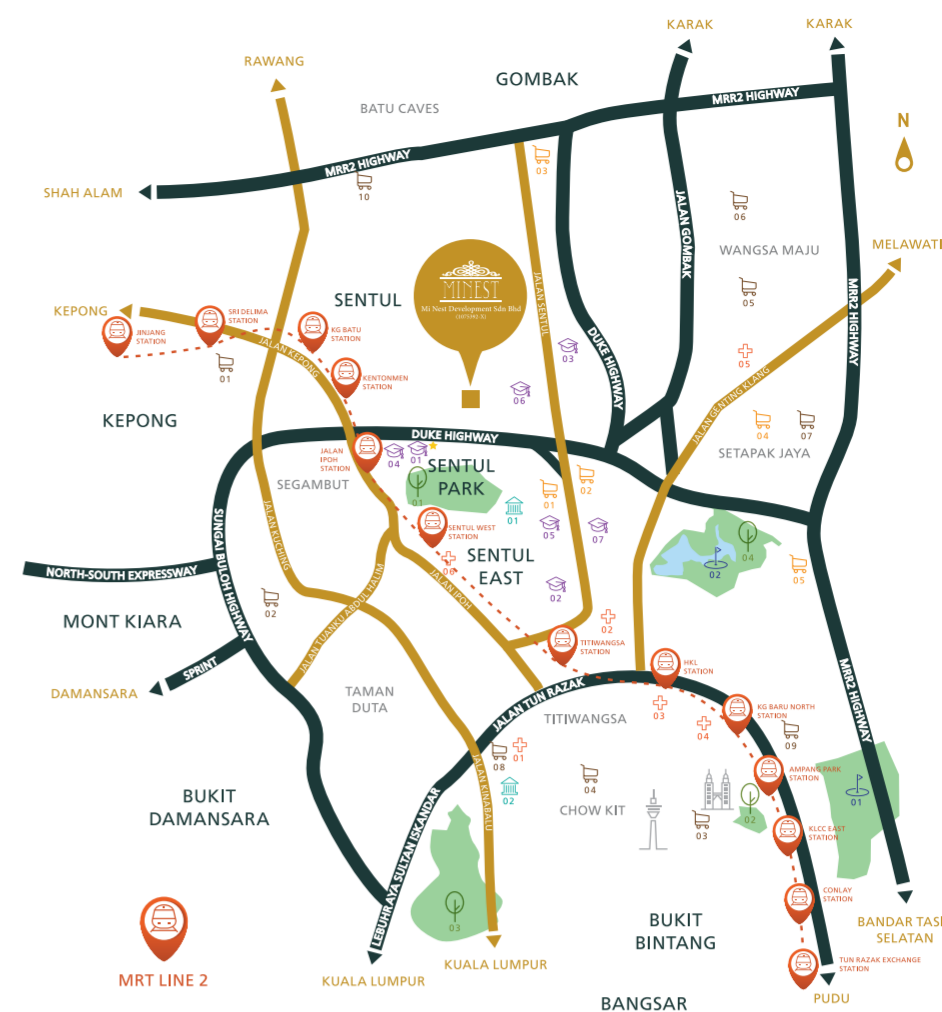 KARAK
KARAK
RAWANG
GOMBAK
BATU CAVES
MRR2 HIGHWAY
N
03
MRR2 HIGHWAY
SHAH ALAM
10
06
JALAN GOMBAK
WANGSA MAJU
MELAWATI
MINEST
Mi Nest Development Sdn Bhd
SENTUL
JALAN SENTUL
05
MRR2 HIGHWAY
KEPONG
SRI DELIMA
STATION
JINJANG
STATION
KG BATU
STATION
JALAN KEPONG
01
KENTONMEN
STATION
03
DUKE HIGHWAY
05
06
JALAN GENTING KLANG
KEPONG
04
07
DUKE HIGHWAY
SETAPAK JAYA
JALAN
IPOH
STATION
04
01
SENTUL
PARK
SEGAMBUT
01
02
01
01
JALAN KUCHING
SUNGAI BULOH HIGHWAY
SENTUL WEST
STATION
05
07
04
SENTUL
EAST
06
02
05
NORTH-SOUTH EXPRESSWAY
JALAN TUANKU ABDUL HALIM
JALAN IPOH
02
02
MONT KIARA
02
TITIWANGSA
STATION
SPRINT
HKL
STATION
MRR2 HIGHWAY
DAMANSARA
TAMAN
DUTA
JALAN TUN RAZAK
TITIWANGSA
03
04
KG BARU NORTH
STATION
09
08
01
JALAN KINABALU
02
04
AMPANG PARK
STATION
01
BUKIT
DAMANSARA
CHOW KIT
03
02
KLCC EAST
STATION
LEBUHRAYA SULTAN ISKANDAR
03
CONLAY
STATION
BUKIT
BINTANG
BANDAR TASI
SELATAN
MRT LINE 2
KUALA LUMPUR
KUALA LUMPUR
TUN RAZAK EXCHANGE
STATION
PUDU
BANGSAR